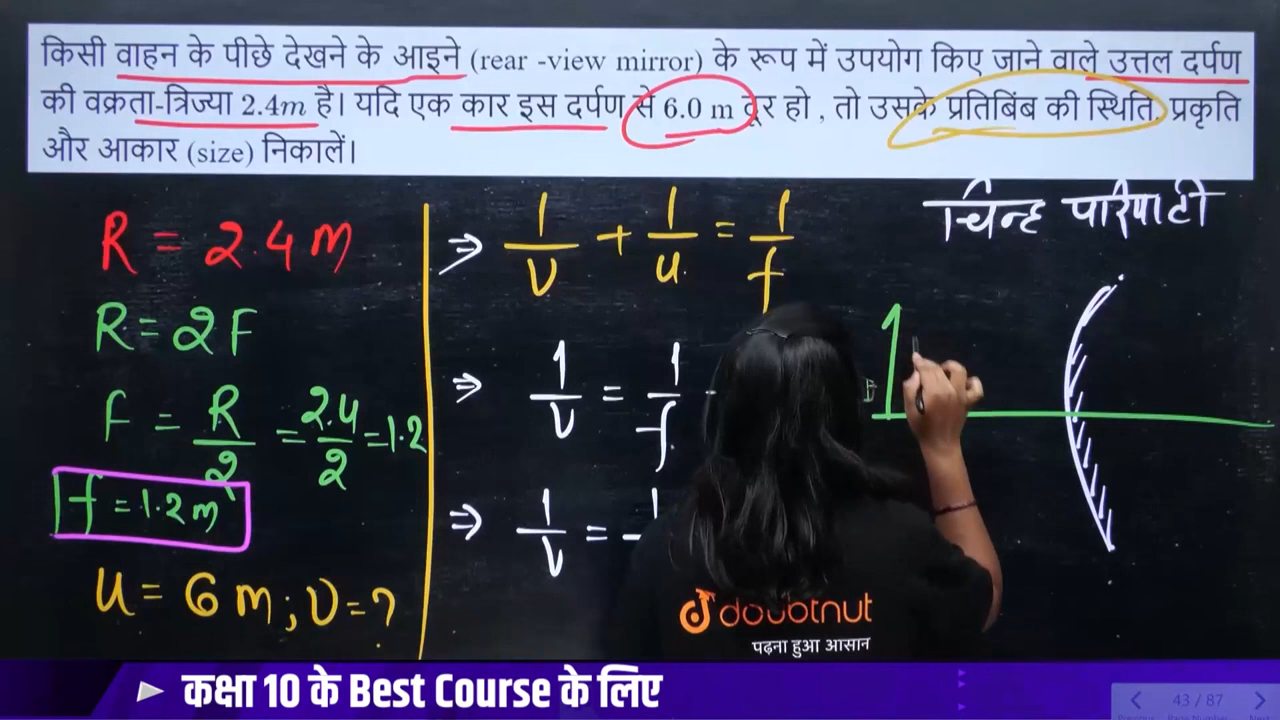 किसी वाहन के पीछे देखने के आइने (rear -view mirror) के रूप में उपयोग किए जाने वाले उत्तल दर्पण
की वक्रता-त्रिज्या 2.4m है। यदि एक कार इस दर्पण से 6.0 m दूर हो , तो उसके प्रतिबिंब की स्थिति, प्रकृति
और आकार (size) निकालें।
R = 2.4 m
R = 2F
F = R/2 = 2.4/2 = 1.2
f = 1.2 m
u = 6 m ; v = ?
⇒ 1/v + 1/u = 1/f
⇒ 1/v = 1/f -
⇒ 1/v =
चिन्ह परिपाटी
doubtnut
पढ़ना हुआ आसान
कक्षा 10 के Best Course के लिए
43 / 87